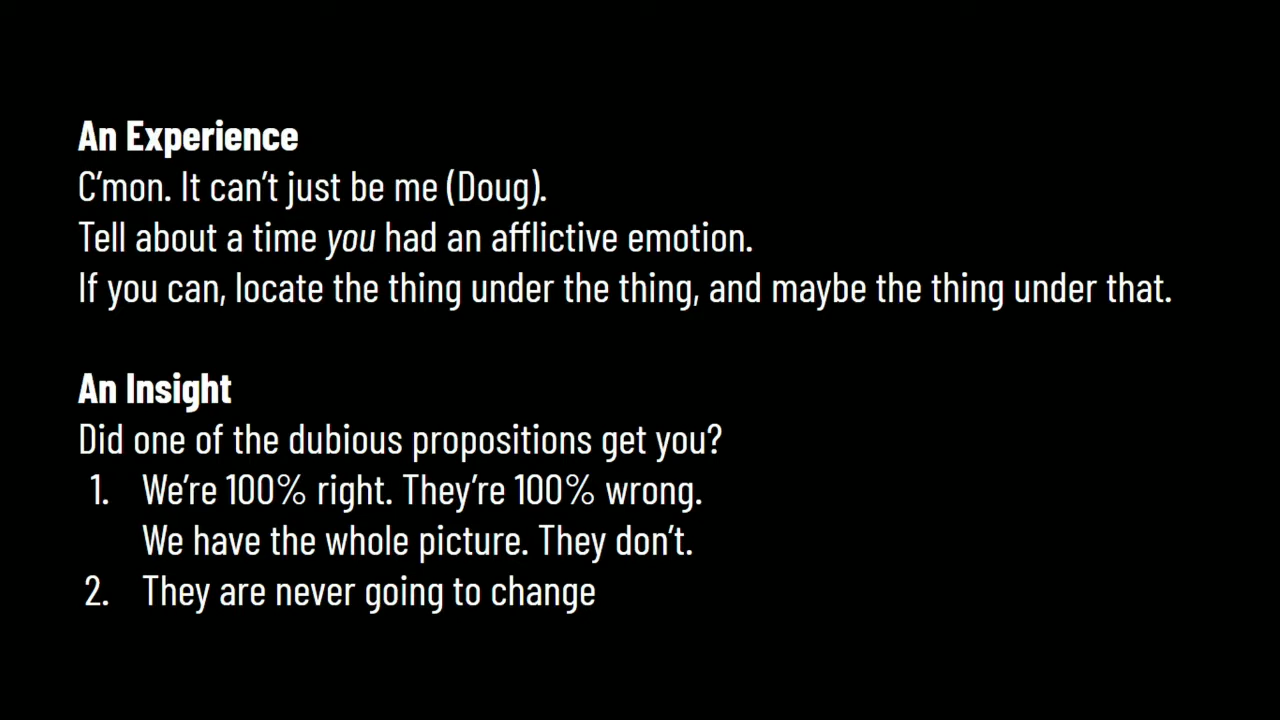 An Experience
C’mon. It can’t just be me (Doug).
Tell about a time you had an afflictive emotion.
If you can, locate the thing under the thing, and maybe the thing under that.
An Insight
Did one of the dubious propositions get you?
1. We’re 100% right. They’re 100% wrong.
We have the whole picture. They don’t.
2. They are never going to change